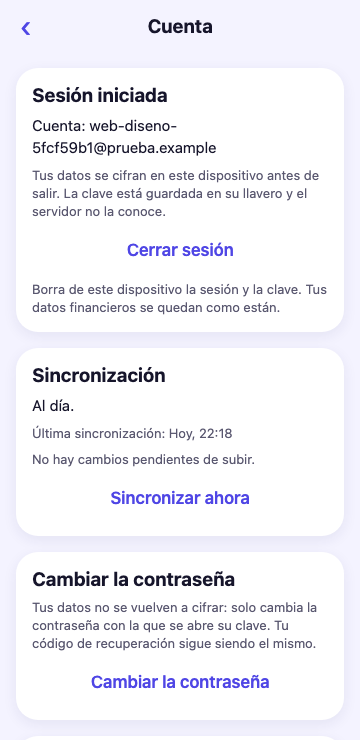 Cuenta
Sesión iniciada
Cuenta: web-diseno-
5fcf59b1@prueba.example
Tus datos se cifran en este dispositivo antes de
salir. La clave está guardada en su llavero y el
servidor no la conoce.
Cerrar sesión
Borra de este dispositivo la sesión y la clave. Tus
datos financieros se quedan como están.
Sincronización
Al día.
Última sincronización: Hoy, 22:18
No hay cambios pendientes de subir.
Sincronizar ahora
Cambiar la contraseña
Tus datos no se vuelven a cifrar: solo cambia la
contraseña con la que se abre su clave. Tu
código de recuperación sigue siendo el mismo.
Cambiar la contraseña